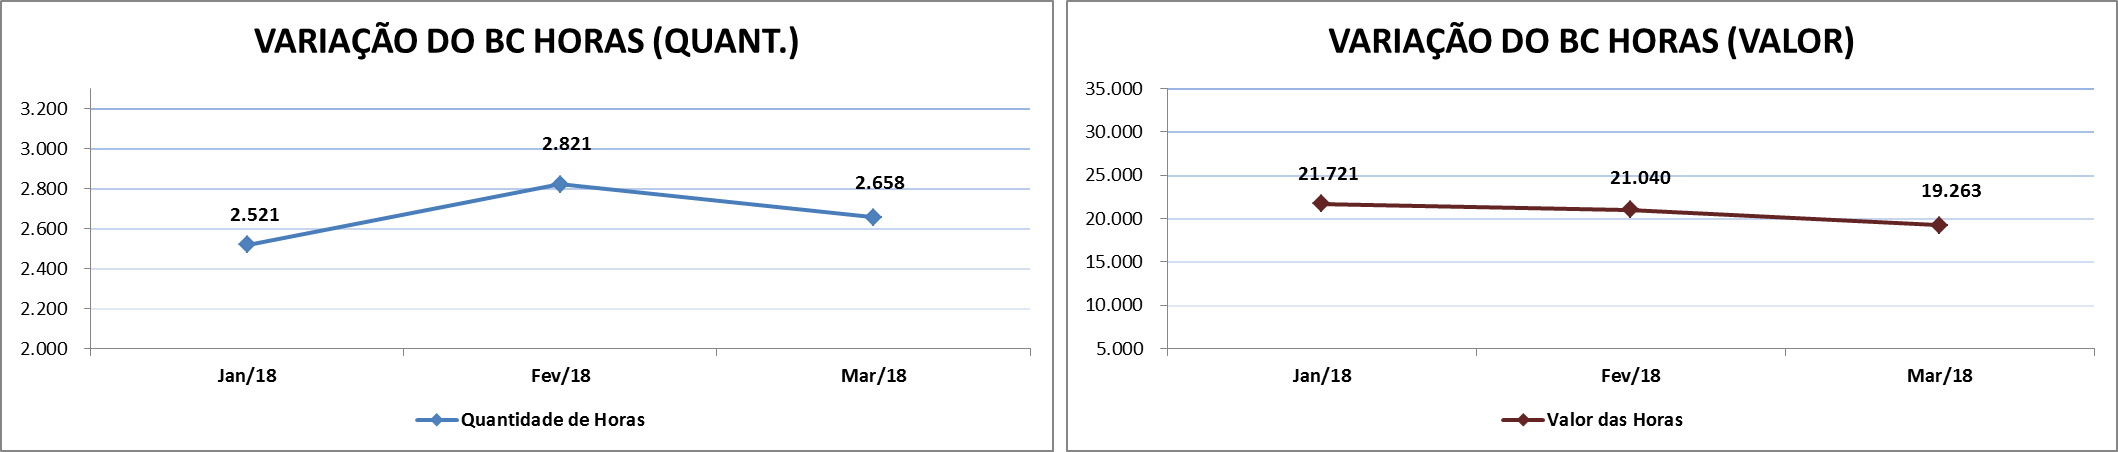 VARIAÇÃO DO BC HORAS (QUANT.)
3.200
3.000
2.800
2.600
2.400
2.200
2.000
2.521
2.821
2.658
Jan/18
Fev/18
Mar/18
Quantidade de Horas
VARIAÇÃO DO BC HORAS (VALOR)
35.000
30.000
25.000
20.000
15.000
10.000
5.000
21.721
21.040
19.263
Jan/18
Fev/18
Mar/18
Valor das Horas